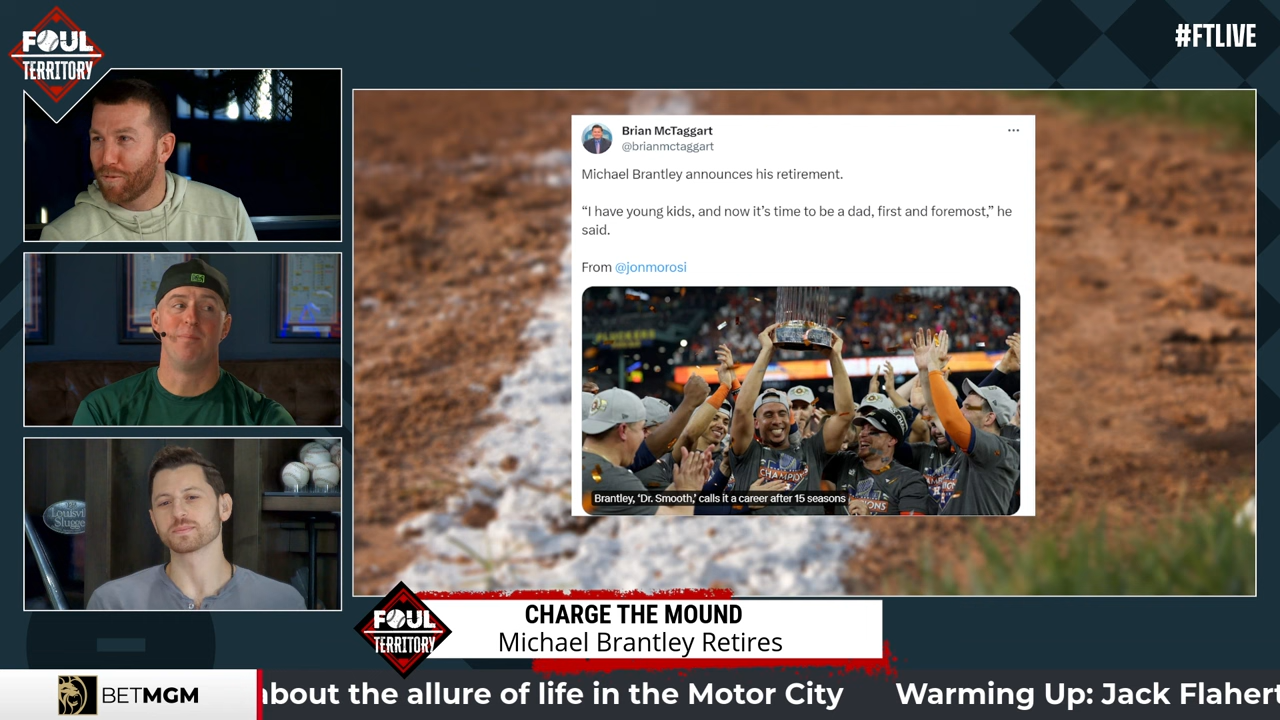 FOUL
TERRITORY
#FTLIVE
Brian McTaggart
@brianmctaggart
Michael Brantley announces his retirement.
“I have young kids, and now it’s time to be a dad, first and foremost,” he
said.
From @jonmorosi
CHAMPIONS
Brantley, ‘Dr. Smooth,’ calls it a career after 15 seasons
Louisville
Slugge
FOUL
TERRITORY
CHARGE THE MOUND
Michael Brantley Retires
BETMGM
about the allure of life in the Motor City
Warming Up: Jack Flahert